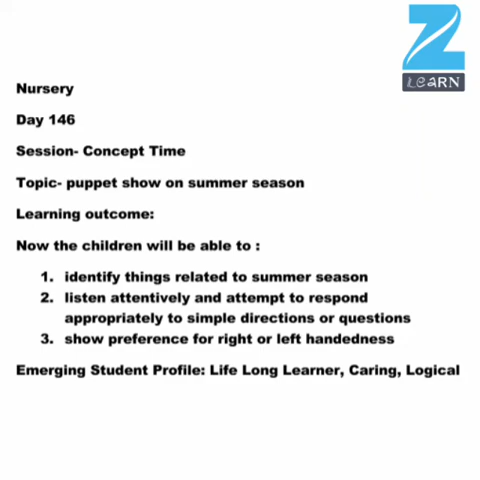 Z
LeaRN
Nursery
Day 146
Session- Concept Time
Topic- puppet show on summer season
Learning outcome:
Now the children will be able to :
1. identify things related to summer season
2. listen attentively and attempt to respond
appropriately to simple directions or questions
3. show preference for right or left handedness
Emerging Student Profile: Life Long Learner, Caring, Logical